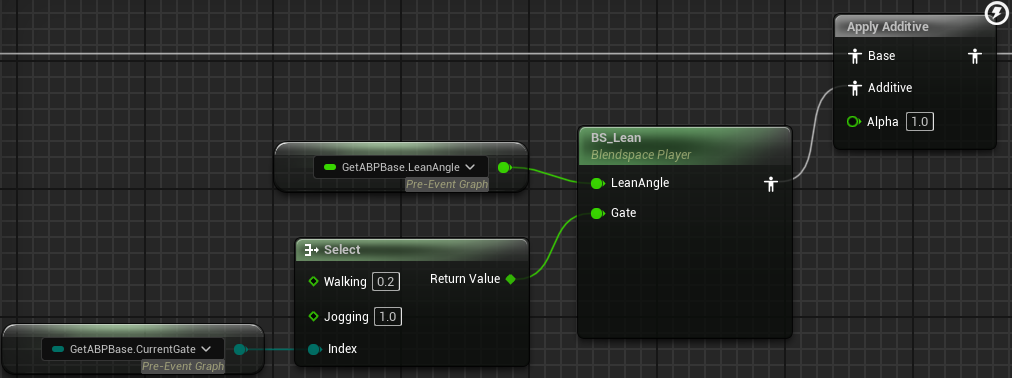 Apply Additive
Base
Additive
Alpha 1.0
BS_Lean
Blendspace Player
GetABPBase.LeanAngle
Pre-Event Graph
LeanAngle
Gate
Select
Walking 0.2 Return Value
Jogging 1.0
GetABPBase.CurrentGate
Pre-Event Graph
Index